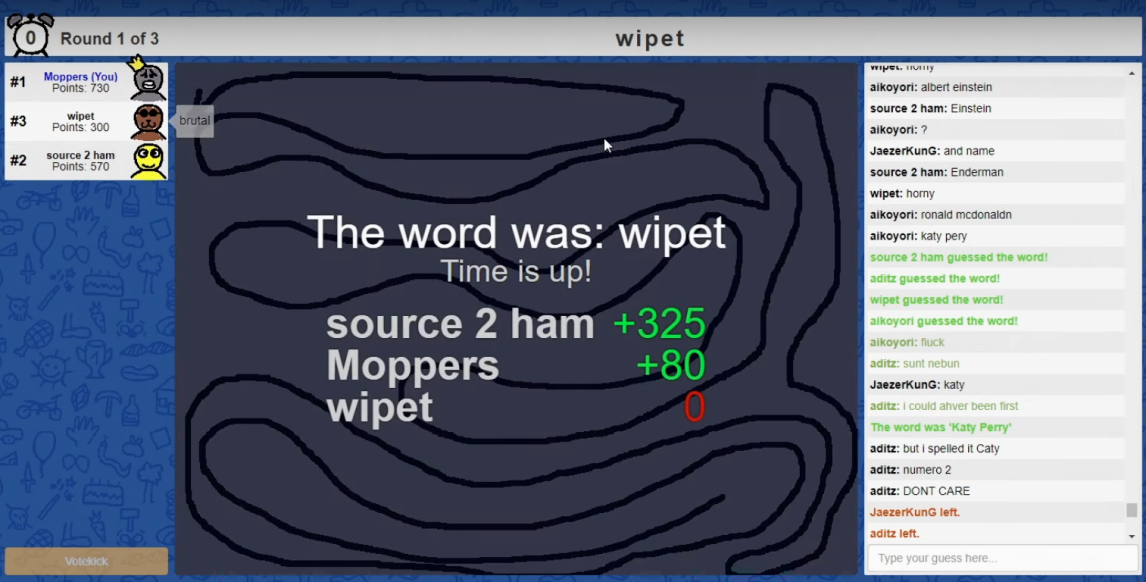 0
Round 1 of 3
wipet
#1
Moppers (You)
Points: 730
#3
wipet
Points: 300
brutal
#2
source 2 ham
Points: 570
The word was: wipet
Time is up!
source 2 ham +325
Moppers +80
wipet 0
Votekick
wipet: horny
aikoyori: albert einstein
source 2 ham: Einstein
aikoyori: ?
JaezerKunG: and name
source 2 ham: Enderman
wipet: horny
aikoyori: ronald mcdonaldn
aikoyori: katy pery
source 2 ham guessed the word!
aditz guessed the word!
wipet guessed the word!
aikoyori guessed the word!
aikoyori: fiuck
aditz: sunt nebun
JaezerKunG: katy
aditz: i could ahver been first
The word was 'Katy Perry'
aditz: but i spelled it Caty
aditz: numero 2
aditz: DONT CARE
JaezerKunG left.
aditz left.
Type your guess here...